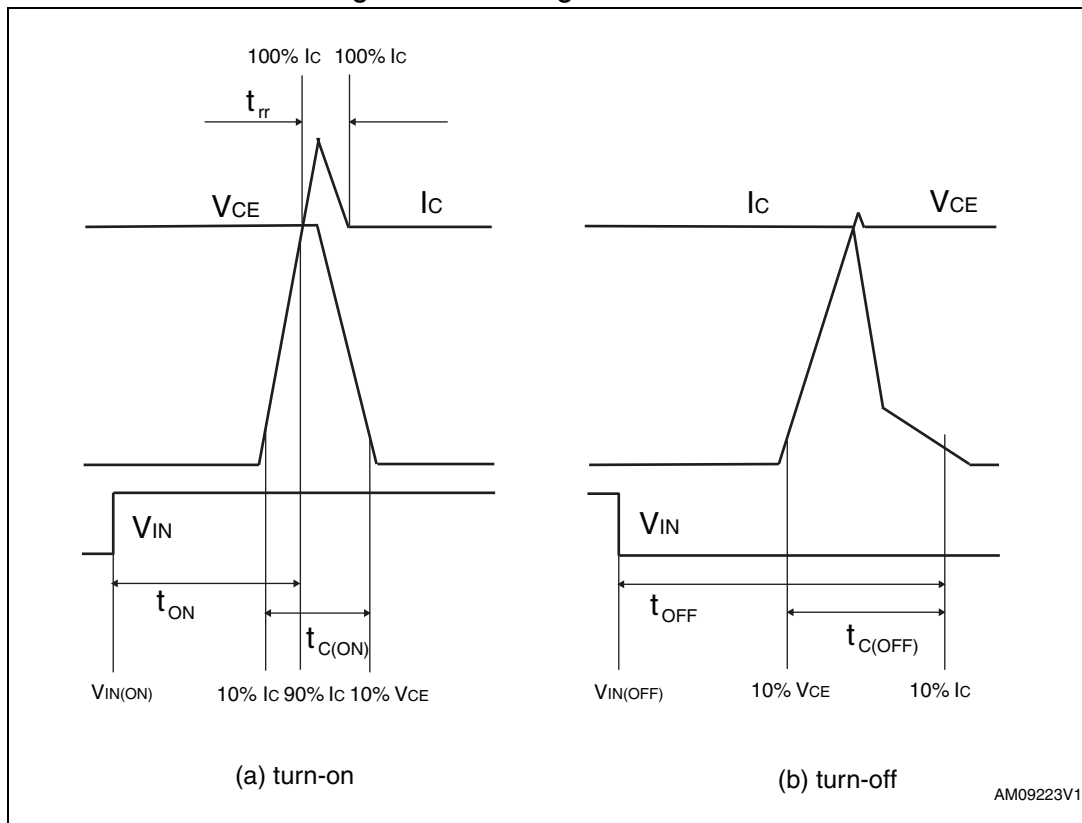 100% IC 100% IC
trr
VCE IC
IC VCE
VIN
VIN
tON
tOFF
tC(ON)
tC(OFF)
VIN(ON) 10% IC 90% IC 10% VCE
VIN(OFF) 10% VCE 10% IC
(a) turn-on
(b) turn-off
AM09223V1